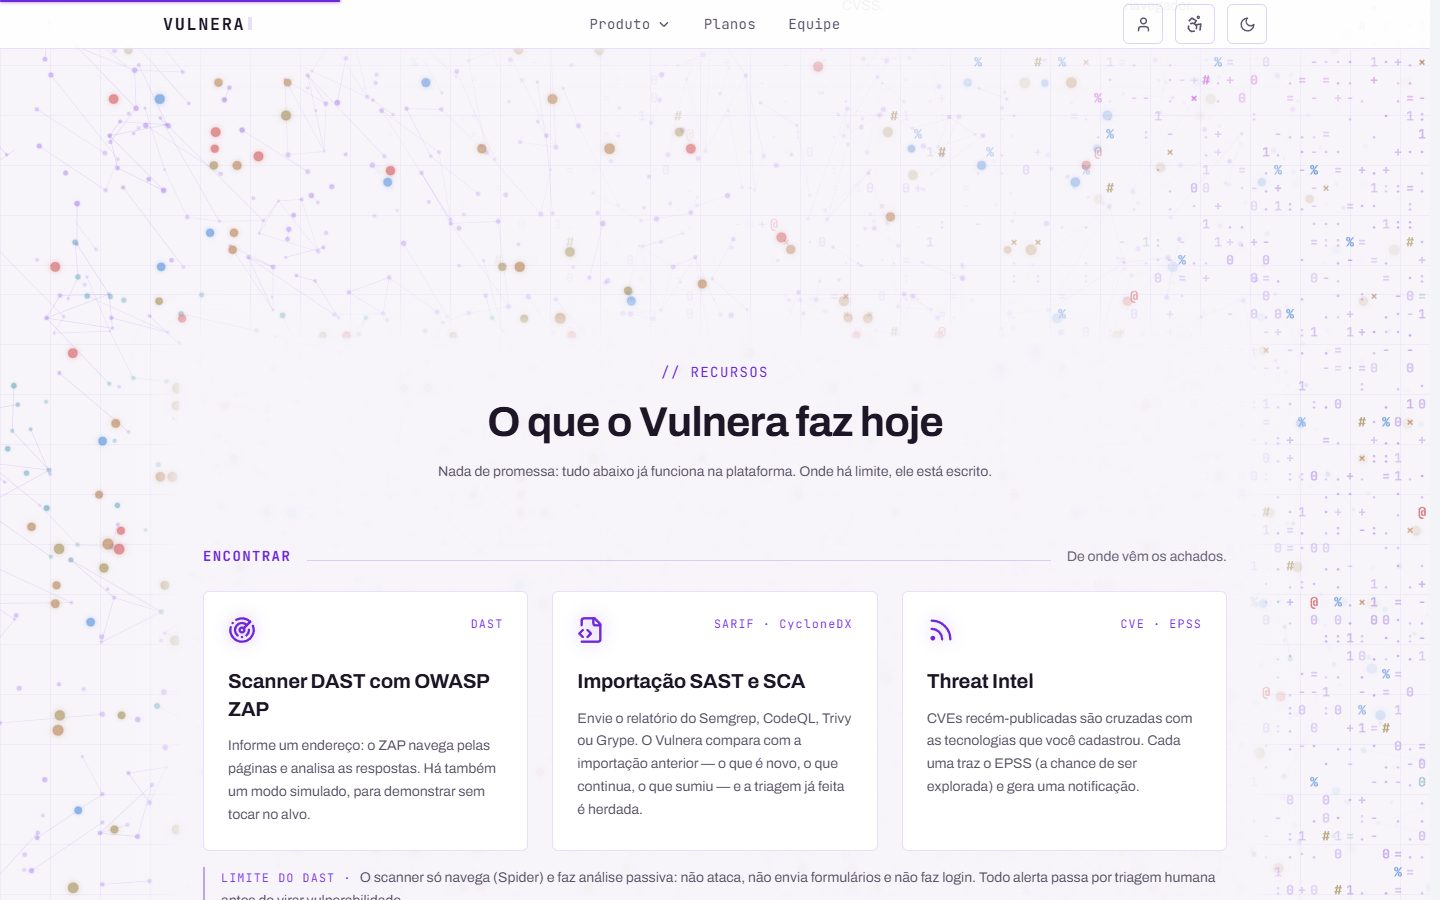 VULNERA
Produto
Planos
Equipe
CVSS.
navegador.
// RECURSOS
O que o Vulnera faz hoje
Nada de promessa: tudo abaixo já funciona na plataforma. Onde há limite, ele está escrito.
ENCONTRAR
De onde vêm os achados.
DAST
Scanner DAST com OWASP
ZAP
Informe um endereço: o ZAP navega pelas
páginas e analisa as respostas. Há também
um modo simulado, para demonstrar sem
tocar no alvo.
SARIF · CycloneDX
Importação SAST e SCA
Envie o relatório do Semgrep, CodeQL, Trivy
ou Grype. O Vulnera compara com a
importação anterior — o que é novo, o que
continua, o que sumiu — e a triagem já feita
é herdada.
CVE · EPSS
Threat Intel
CVEs recém-publicadas são cruzadas com
as tecnologias que você cadastrou. Cada
uma traz o EPSS (a chance de ser
explorada) e gera uma notificação.
LIMITE DO DAST · O scanner só navega (Spider) e faz análise passiva: não ataca, não envia formulários e não faz login. Todo alerta passa por triagem humana
antes de virar vulnerabilidade.